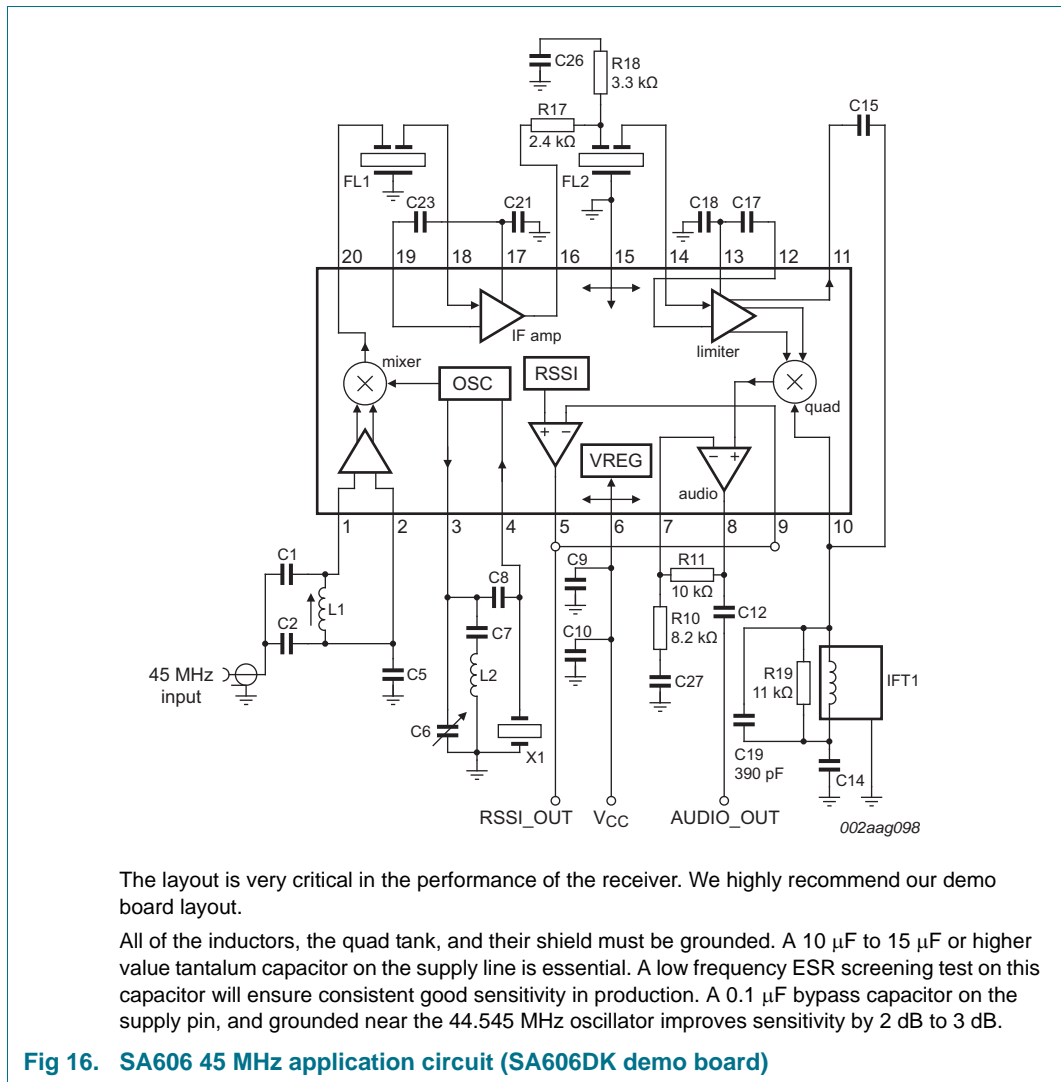 C26
R18
3.3 kΩ
C15
R17
2.4 kΩ
FL1
FL2
C23
C21
C18
C17
20
19
18
17
16
15
14
13
12
11
IF amp
limiter
mixer
OSC
RSSI
quad
+ −
VREG
− +
audio
1
2
3
4
5
6
7
8
9
10
C1
C8
C9
R11
10 kΩ
L1
C2
C7
C10
R10
8.2 kΩ
C12
L2
45 MHz
input
C5
C27
R19
11 kΩ
IFT1
C6
X1
C19
390 pF
C14
RSSI_OUT
VCC
AUDIO_OUT
002aag098
The layout is very critical in the performance of the receiver. We highly recommend our demo
board layout.
All of the inductors, the quad tank, and their shield must be grounded. A 10 μF to 15 μF or higher
value tantalum capacitor on the supply line is essential. A low frequency ESR screening test on this
capacitor will ensure consistent good sensitivity in production. A 0.1 μF bypass capacitor on the
supply pin, and grounded near the 44.545 MHz oscillator improves sensitivity by 2 dB to 3 dB.
Fig 16. SA606 45 MHz application circuit (SA606DK demo board)